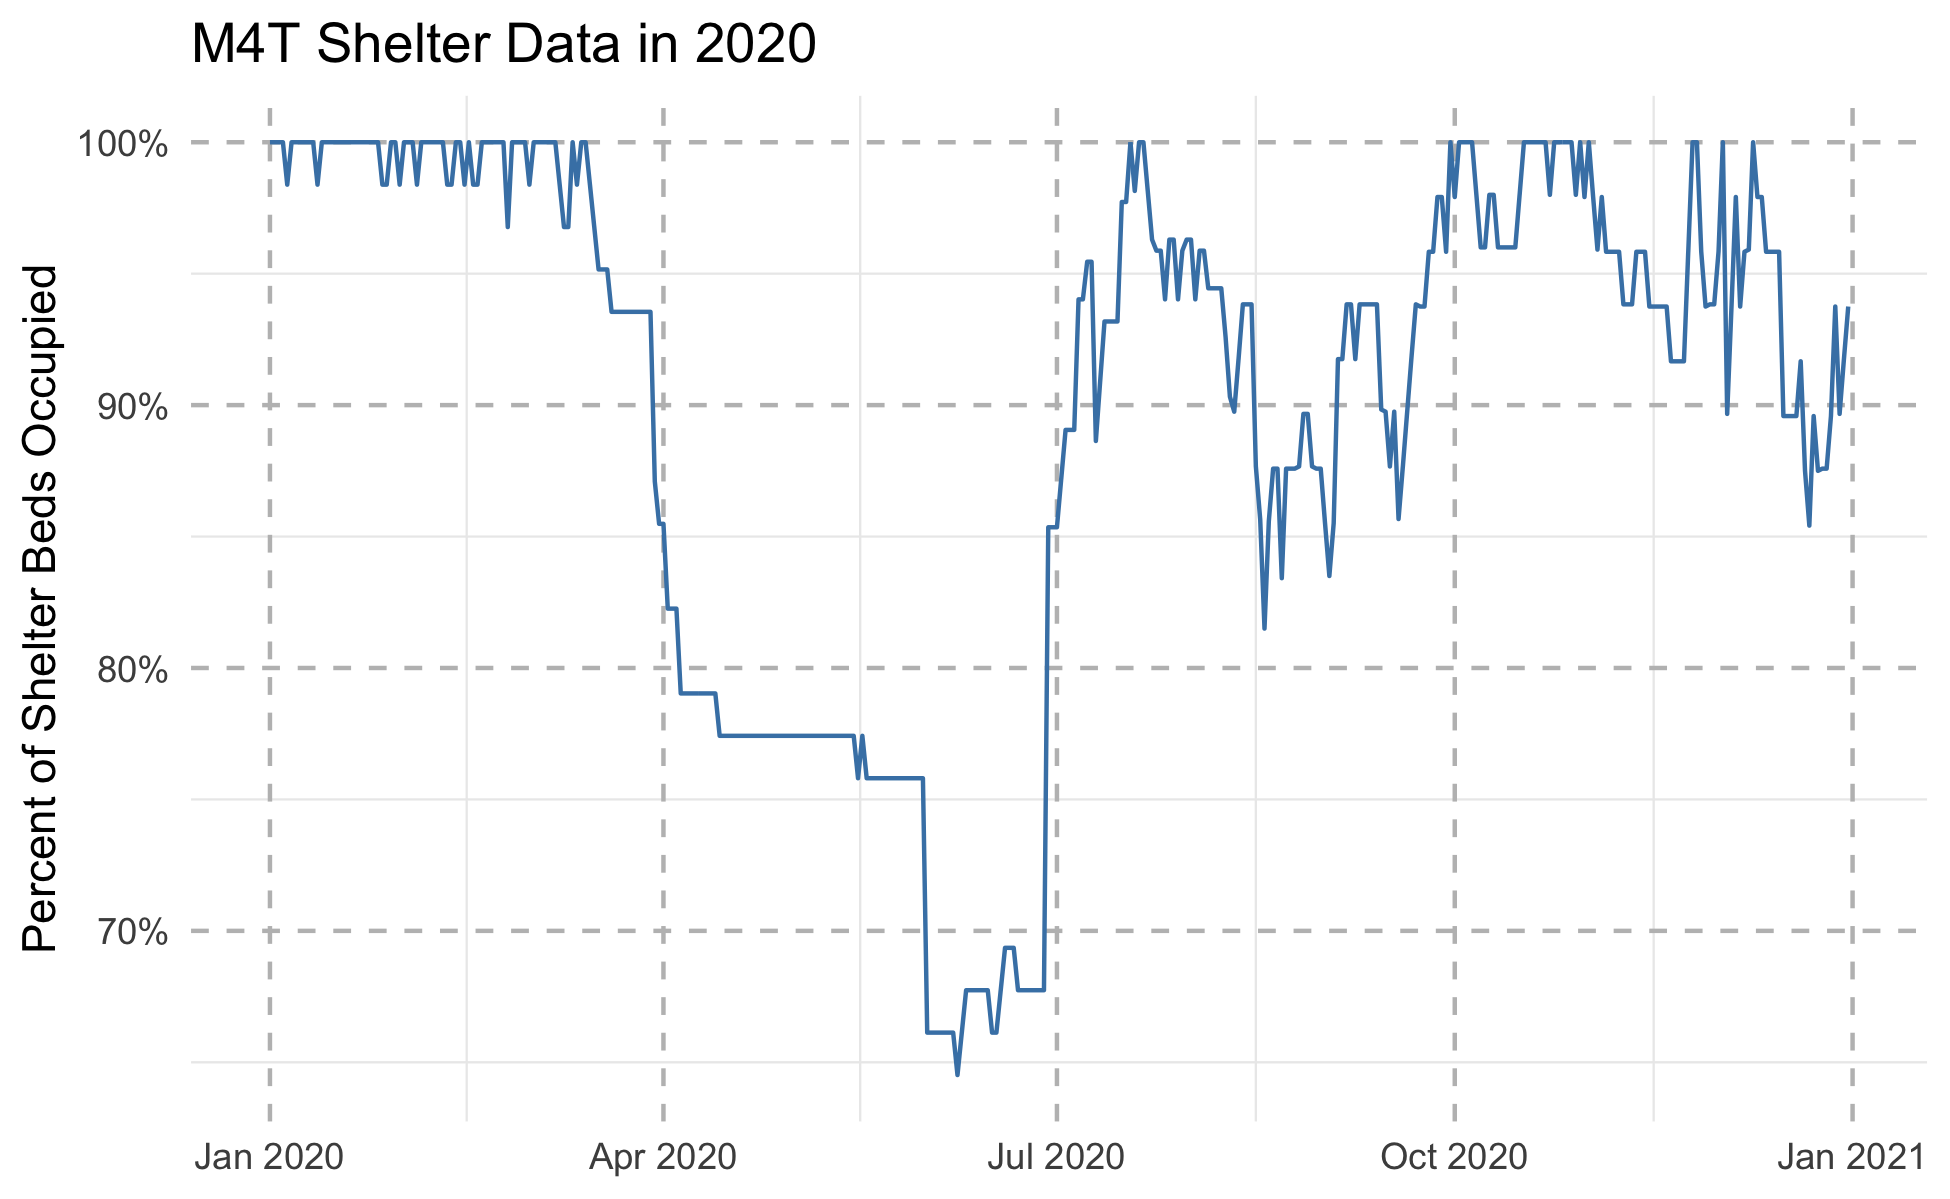 M4T Shelter Data in 2020
Percent of Shelter Beds Occupied
100%
90%
80%
70%
Jan 2020
Apr 2020
Jul 2020
Oct 2020
Jan 2021